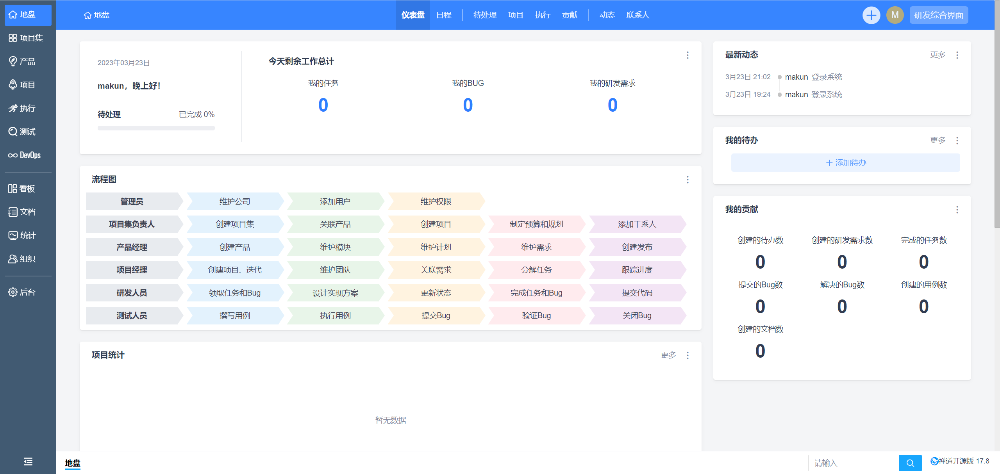 地盘
项目集
产品
项目
执行
测试
DevOps
看板
文档
统计
组织
后台
地盘
仪表盘 日程 待处理 项目 执行 贡献 动态 联系人
M 研发综合界面
2023年03月23日
makun，晚上好！
待处理 已完成 0%
今天剩余工作总计
我的任务 我的BUG 我的研发需求
0 0 0
流程图
管理员 维护公司 添加用户 维护权限
项目集负责人 创建项目集 关联产品 创建项目 制定预算和规划 添加干系人
产品经理 创建产品 维护模块 维护计划 维护需求 创建发布
项目经理 创建项目、迭代 维护团队 关联需求 分解任务 跟踪进度
研发人员 领取任务和Bug 设计实现方案 更新状态 完成任务和Bug 提交代码
测试人员 撰写用例 执行用例 提交Bug 验证Bug 关闭Bug
项目统计 更多
暂无数据
最新动态 更多
3月23日 21:02 makun 登录系统
3月23日 19:24 makun 登录系统
我的待办 更多
添加待办
我的贡献
创建的待办数 创建的研发需求数 完成的任务数
0 0 0
提交的Bug数 解决的Bug数 创建的用例数
0 0 0
创建的文档数
0
地盘
请输入
禅道开源版 17.8